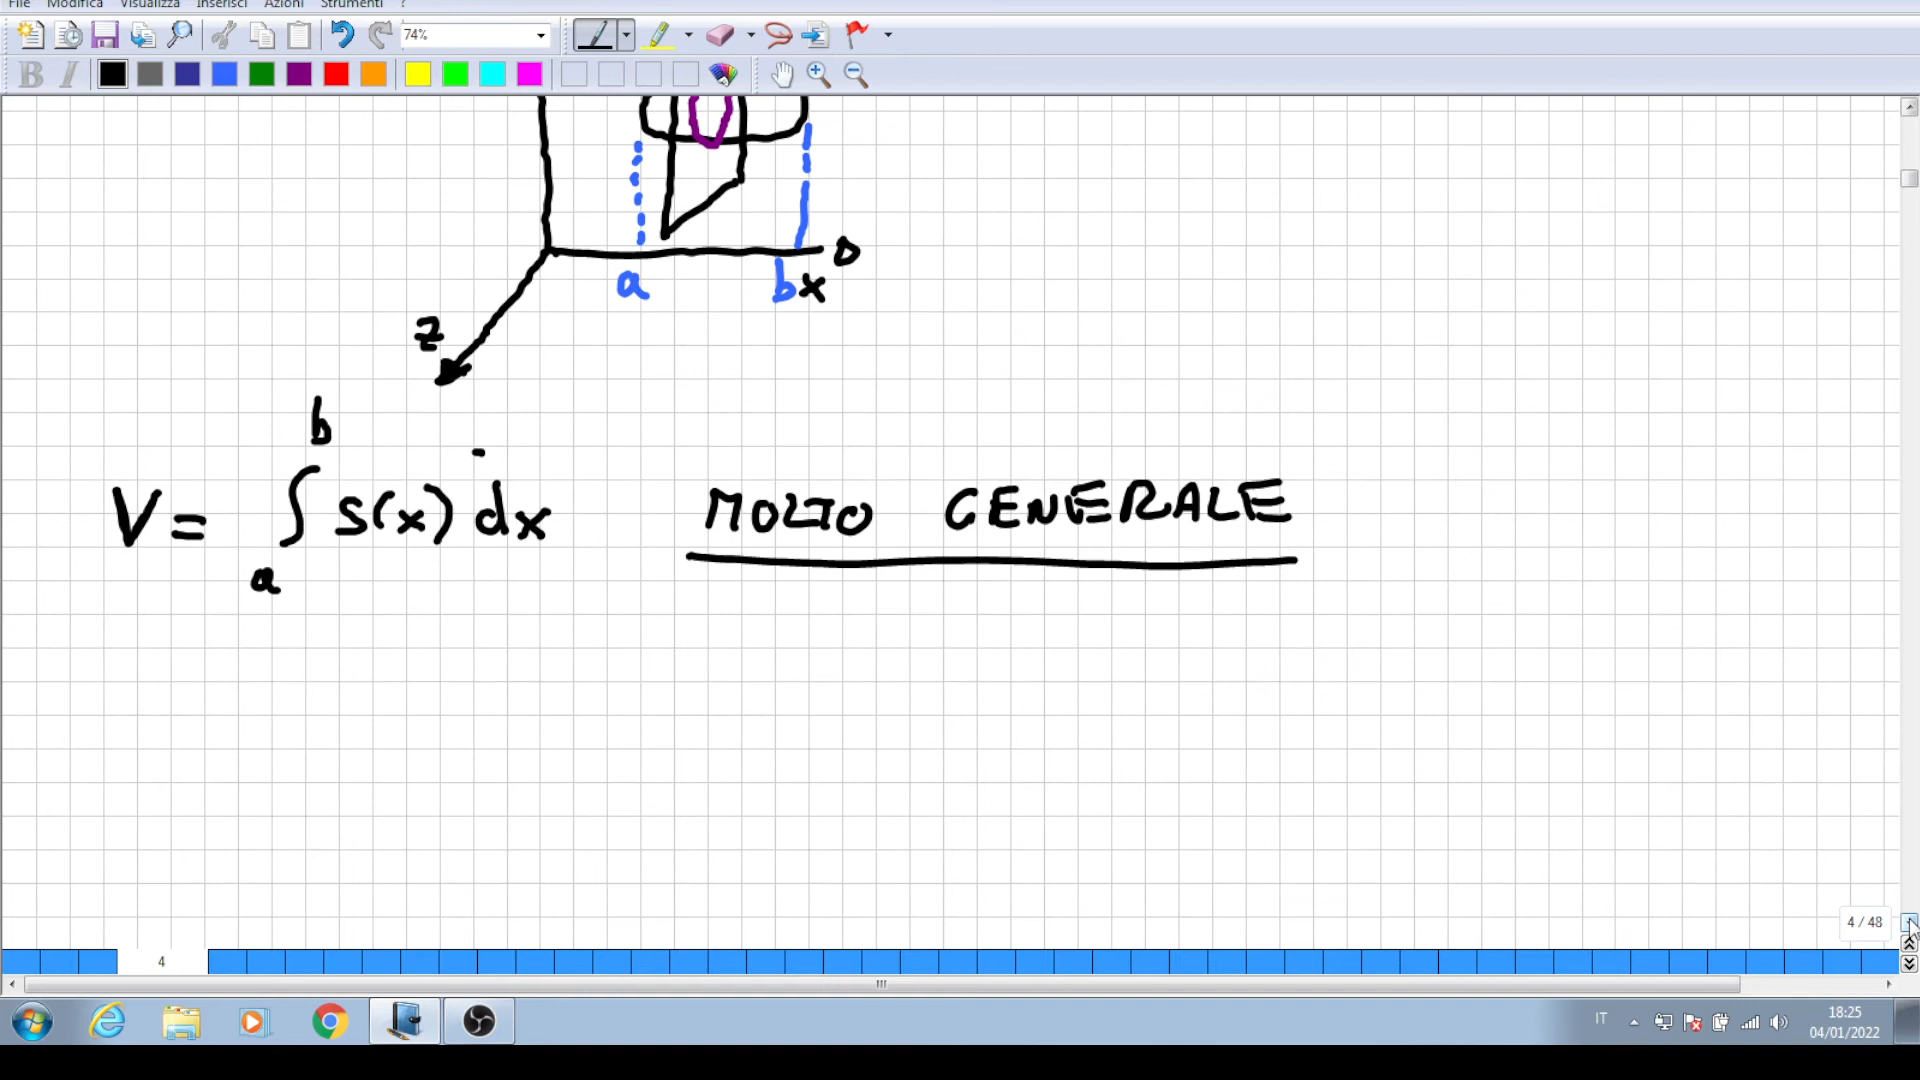 File Modifica Visualizza Inserisci Azioni Strumenti ?
74%
B I
a
b x
z
b
V = ∫ s(x) dx MOLTO GENERALE
a
4 / 48
4
IT
18:25
04/01/2022